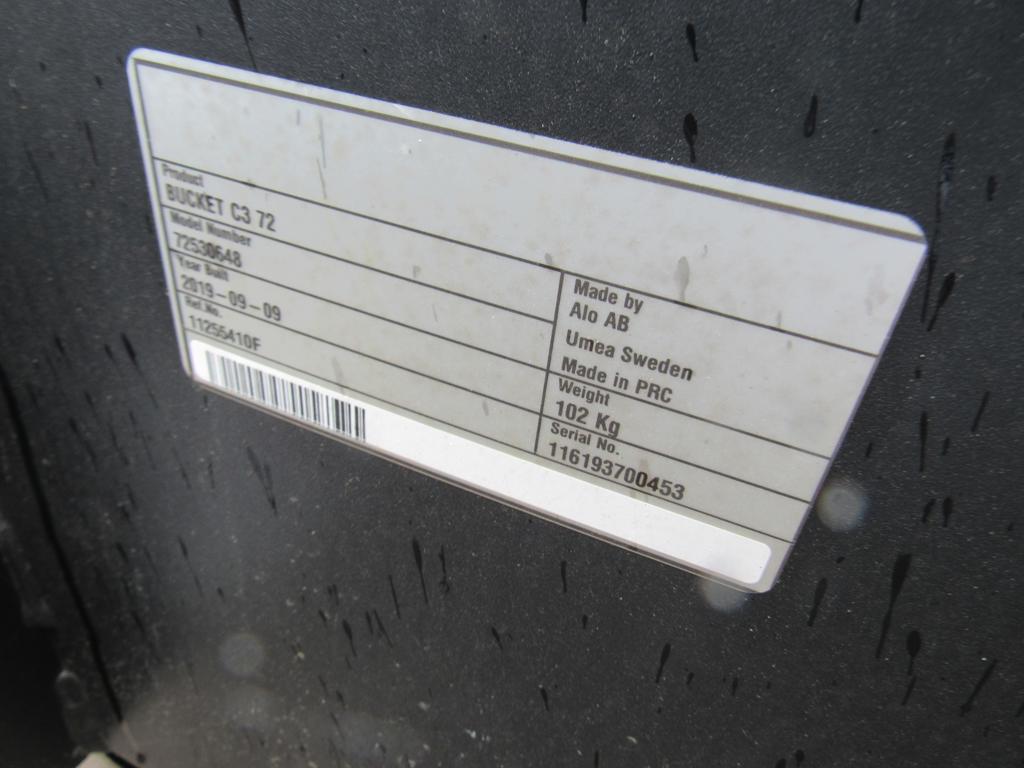 Product
BUCKET C3 72
Model Number
72530648
Year Built
2019-09-09
Ref.No.
11255410F
Made by
Alo AB
Umea Sweden
Made in PRC
Weight
102 Kg
Serial No.
116193700453